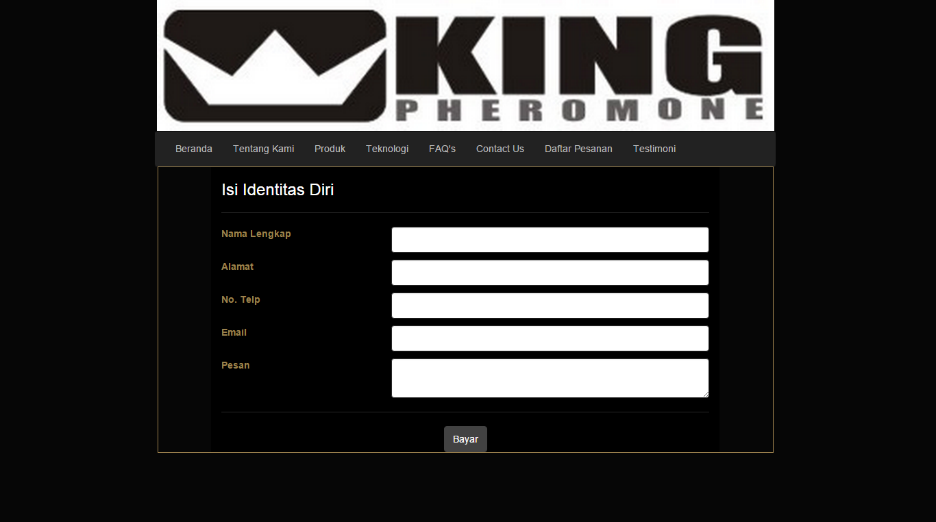 KING
PHEROMONE
Beranda Tentang Kami Produk Teknologi FAQ's Contact Us Daftar Pesanan Testimoni
Isi Identitas Diri
Nama Lengkap
Alamat
No. Telp
Email
Pesan
Bayar